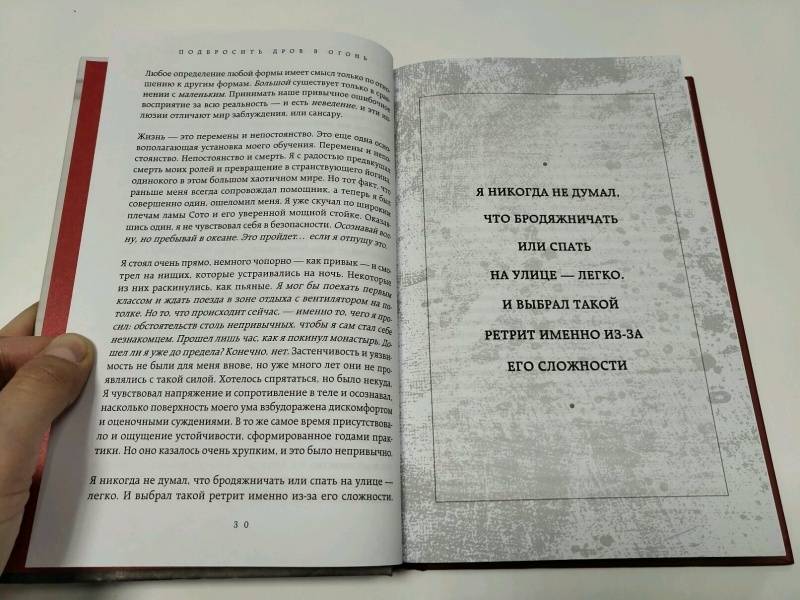 ПОДБРОСИТЬ ДРОВ В ОГОНЬ
Любое определение любой формы имеет смысл только по отно-
шению к другим формам. Большой существует только в срав-
нении с маленьким. Принимать наше привычное ошибочное
восприятие за всю реальность — и есть неведение, и эти ил-
люзии отличают мир заблуждения, или сансару.
Жизнь — это перемены и непостоянство. Это еще одна осно-
вополагающая установка моего обучения. Перемены и непо-
стоянство. Непостоянство и смерть. Я с радостью предвкушал
смерть моих ролей и превращение в странствующего йогина,
одинокого в этом большом хаотичном мире. Но тот факт, что
раньше меня всегда сопровождал помощник, а теперь я был
совершенно один, ошеломил меня. Я уже скучал по широким
плечам ламы Сото и его уверенной мощной стойке. Оказав-
шись один, я не чувствовал себя в безопасности. Осознавай вол-
ну, но пребывай в океане. Это пройдет… если я отпущу это.
Я стоял очень прямо, немного чопорно — как привык — и смо-
трел на нищих, которые устраивались на ночь. Некоторые
из них раскинулись, как пьяные. Я мог бы поехать первым
классом и ждать поезда в зоне отдыха с вентилятором на по-
толке. Но то, что происходит сейчас, — именно то, чего я про-
сил: обстоятельств столь непривычных, чтобы я сам стал себе
незнакомцем. Прошел лишь час, как я покинул монастырь. До-
шел ли я уже до предела? Конечно, нет. Застенчивость и уязви-
мость не были для меня внове, но уже много лет они не про-
являлись с такой силой. Хотелось спрятаться, но было некуда.
Я чувствовал напряжение и сопротивление в теле и осознавал,
насколько поверхность моего ума взбудоражена дискомфортом
и оценочными суждениями. В то же самое время присутствова-
ло и ощущение устойчивости, сформированное годами прак-
тики. Но оно казалось очень хрупким, и это было непривычно.
Я никогда не думал, что бродяжничать или спать на улице —
легко. И выбрал такой ретрит именно из-за его сложности.
30
Я НИКОГДА НЕ ДУМАЛ,
ЧТО БРОДЯЖНИЧАТЬ
ИЛИ СПАТЬ
НА УЛИЦЕ — ЛЕГКО.
И ВЫБРАЛ ТАКОЙ
РЕТРИТ ИМЕННО ИЗ-ЗА
ЕГО СЛОЖНОСТИ